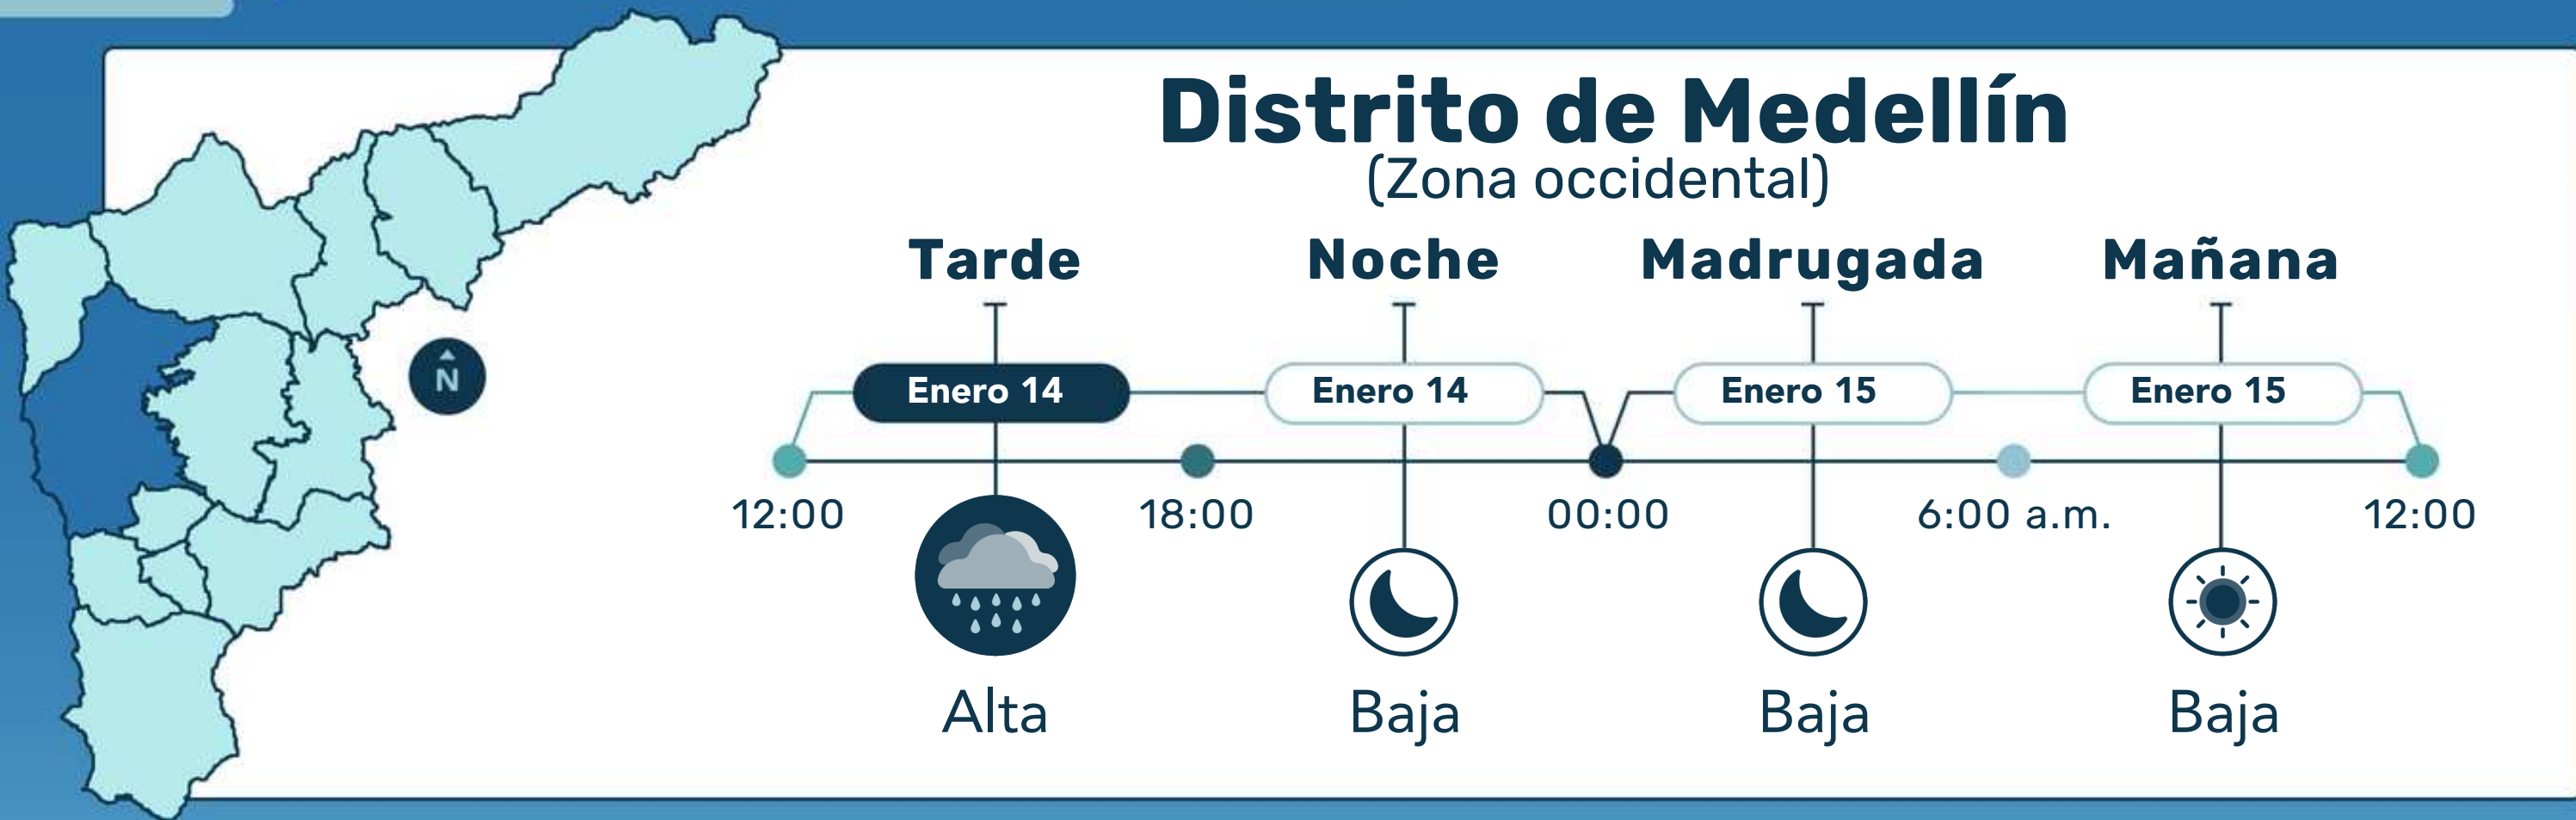 Distrito de Medellín
(Zona occidental)
Tarde Noche Madrugada Mañana
Enero 14 Enero 14 Enero 15 Enero 15
N
12:00 18:00 00:00 6:00 a.m. 12:00
Alta Baja Baja Baja